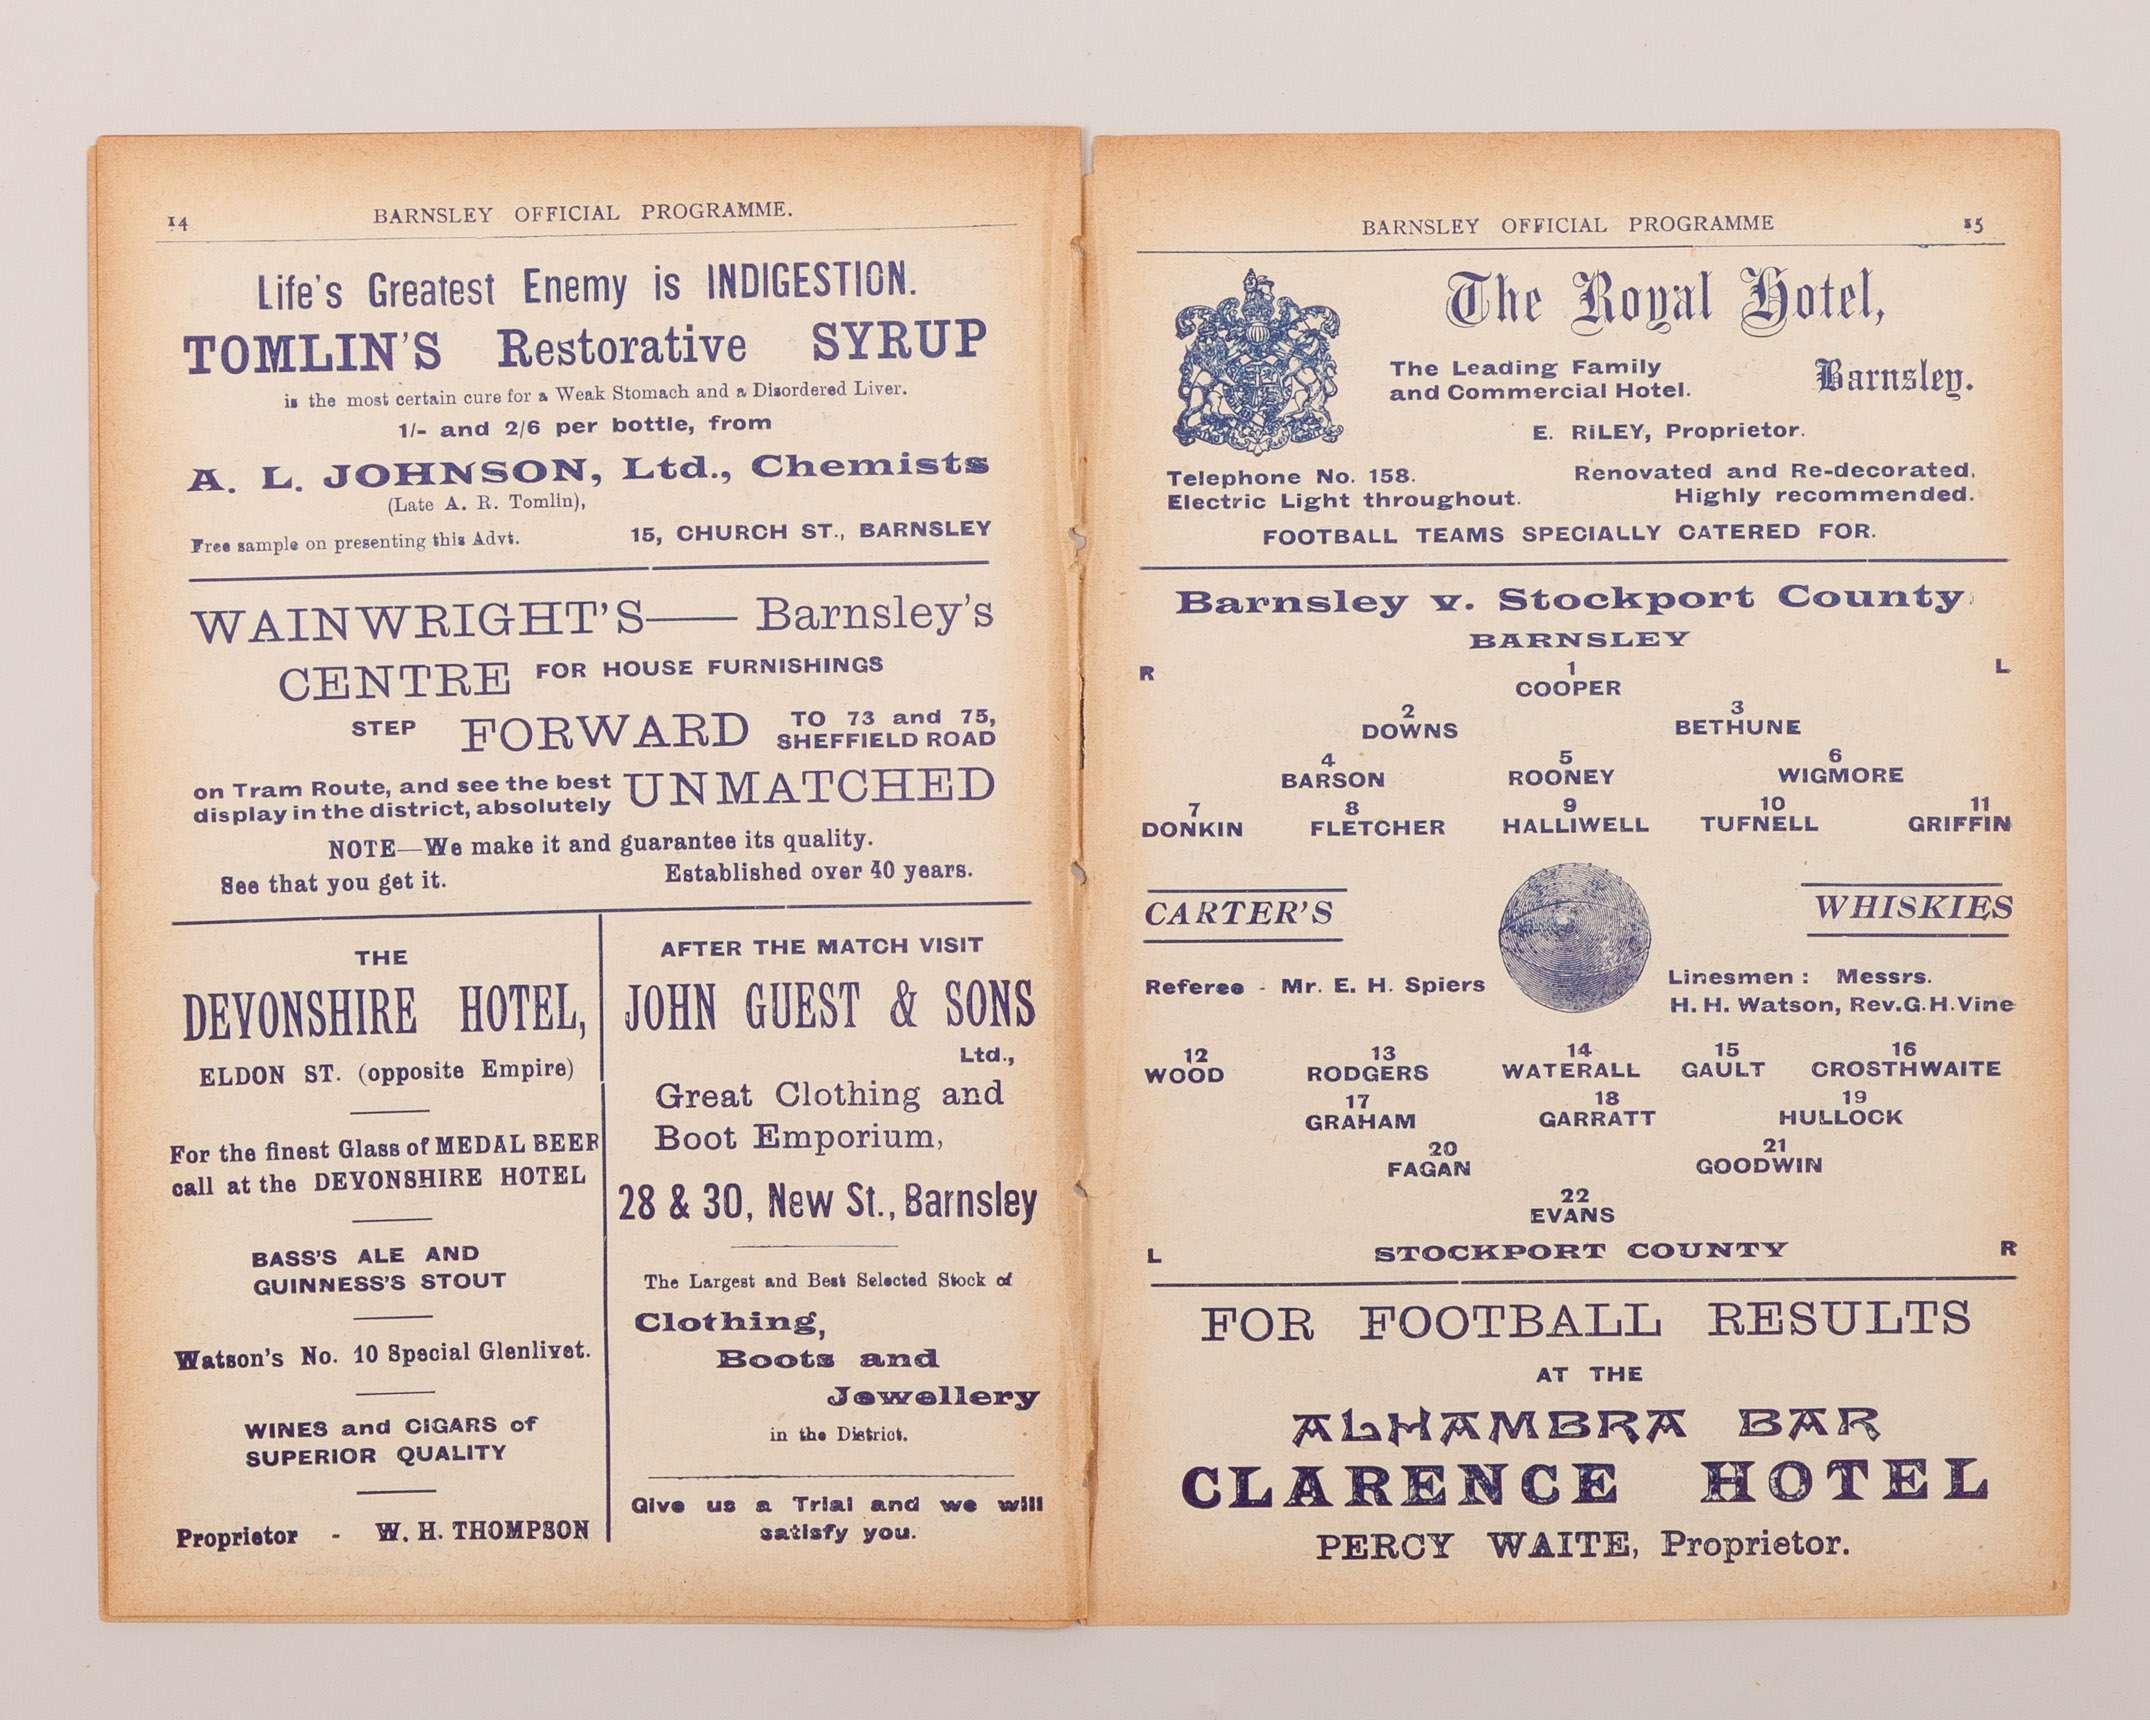 14
BARNSLEY OFFICIAL PROGRAMME.
Life's Greatest Enemy is INDIGESTION.
TOMLIN'S Restorative SYRUP
is the most certain cure for a Weak Stomach and a Disordered Liver.
1/- and 2/6 per bottle, from
A. L. JOHNSON, Ltd., Chemists
(Late A. R. Tomlin),
Free sample on presenting this Advt. 15, CHURCH ST., BARNSLEY
WAINWRIGHT'S— Barnsley's
CENTRE FOR HOUSE FURNISHINGS
STEP FORWARD TO 73 and 75,
SHEFFIELD ROAD
on Tram Route, and see the best
display in the district, absolutely UNMATCHED
NOTE—We make it and guarantee its quality.
See that you get it. Established over 40 years.
THE
DEVONSHIRE HOTEL,
ELDON ST. (opposite Empire)
For the finest Glass of MEDAL BEER
call at the DEVONSHIRE HOTEL
BASS'S ALE AND
GUINNESS'S STOUT
Watson's No. 10 Special Glenlivet.
WINES and CIGARS of
SUPERIOR QUALITY
Proprietor - W. H. THOMPSON
AFTER THE MATCH VISIT
JOHN GUEST & SONS
Ltd.,
Great Clothing and
Boot Emporium,
28 & 30, New St., Barnsley
The Largest and Best Selected Stock of
Clothing,
Boots and
Jewellery
in the District.
Give us a Trial and we will
satisfy you.
BARNSLEY OFFICIAL PROGRAMME
15
The Royal Hotel,
The Leading Family
and Commercial Hotel.
Barnsley.
E. RILEY, Proprietor.
Telephone No. 158. Renovated and Re-decorated.
Electric Light throughout. Highly recommended.
FOOTBALL TEAMS SPECIALLY CATERED FOR.
Barnsley v. Stockport County
BARNSLEY
R 1 L
COOPER
2 3
DOWNS BETHUNE
4 5 6
BARSON ROONEY WIGMORE
7 8 9 10 11
DONKIN FLETCHER HALLIWELL TUFNELL GRIFFIN
CARTER'S WHISKIES
Referee - Mr. E. H. Spiers
Linesmen: Messrs.
H. H. Watson, Rev.G.H.Vine
12 13 14 15 16
WOOD RODGERS WATERALL GAULT CROSTHWAITE
17 18 19
GRAHAM GARRATT HULLOCK
20 21
FAGAN GOODWIN
22
EVANS
L STOCKPORT COUNTY R
FOR FOOTBALL RESULTS
AT THE
ALHAMBRA BAR
CLARENCE HOTEL
PERCY WAITE, Proprietor.